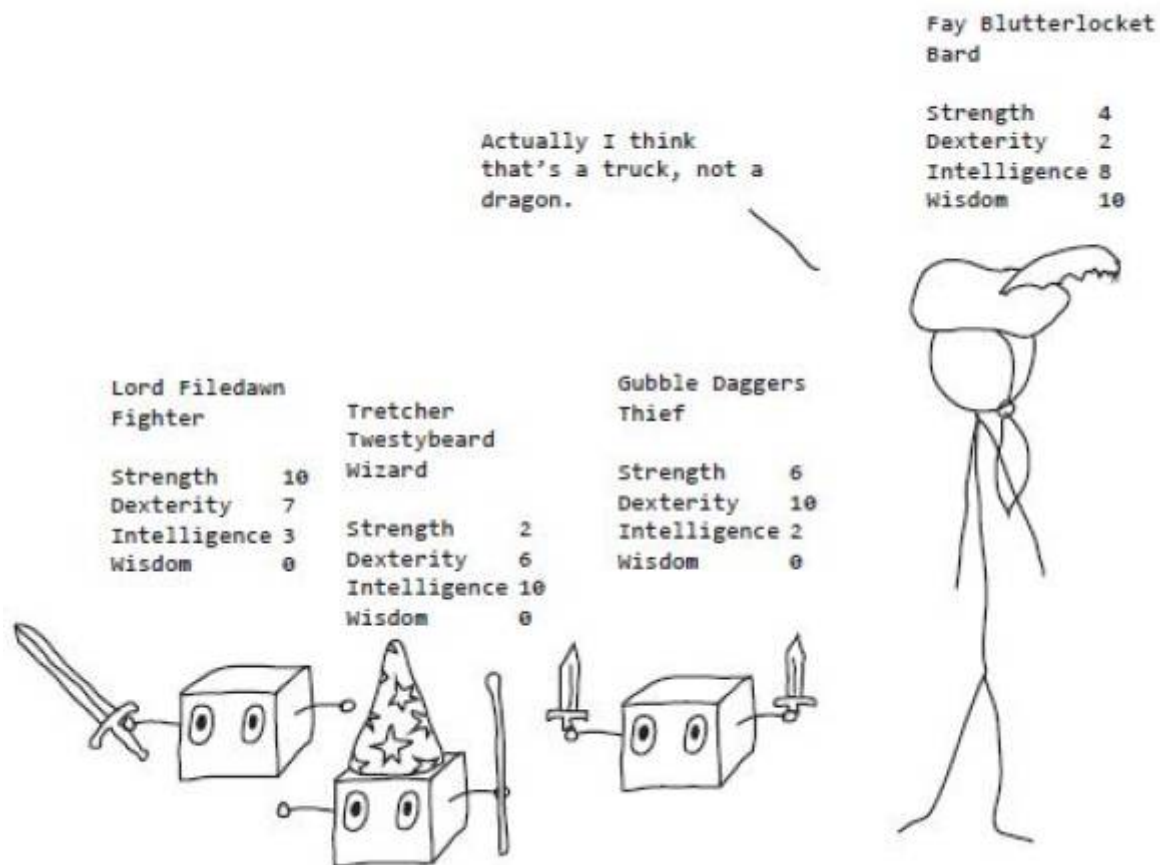 Fay Blutterlocket
Bard
Strength 4
Dexterity 2
Intelligence 8
Wisdom 10
Actually I think
that's a truck, not a
dragon.
Lord Filedawn
Fighter
Strength 10
Dexterity 7
Intelligence 3
Wisdom 0
Tretcher
Twestybeard
Wizard
Strength 2
Dexterity 6
Intelligence 10
Wisdom 0
Gubble Daggers
Thief
Strength 6
Dexterity 10
Intelligence 2
Wisdom 0